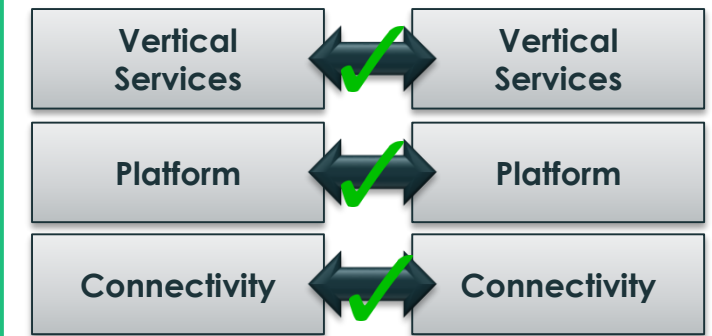 Vertical
Services
Vertical
Services
Platform
Platform
Connectivity
Connectivity